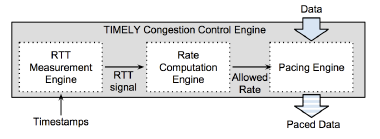 Data
TIMELY Congestion Control Engine
RTT
Measurement
Engine
RTT
signal
Rate
Computation
Engine
Allowed
Rate
Pacing Engine
Timestamps
Paced Data